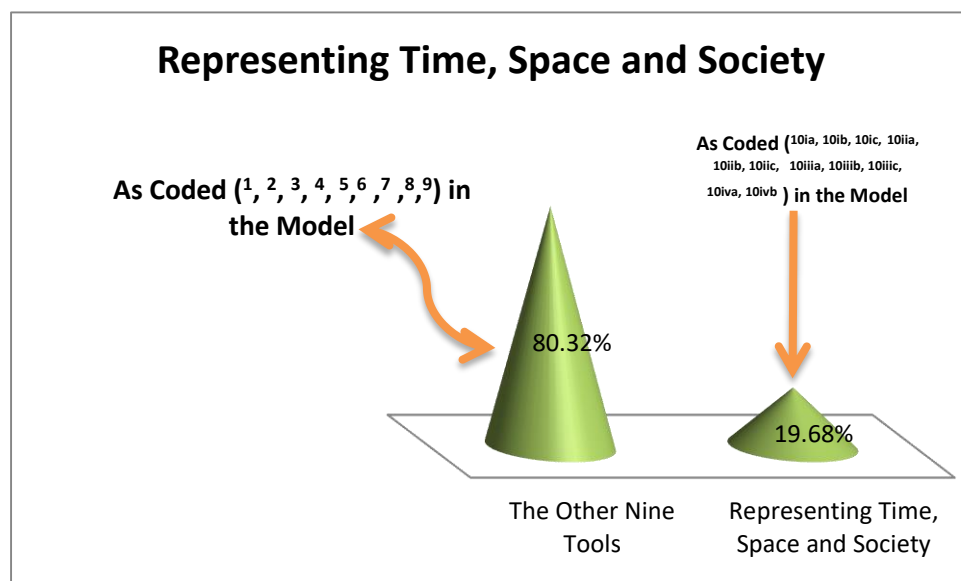 Representing Time, Space and Society
As Coded (1, 2, 3, 4, 5,6 ,7 ,8,9) in
the Model
As Coded (10ia, 10ib, 10ic, 10iia,
10iib, 10iic, 10iiia, 10iiib, 10iiic,
10iva, 10ivb ) in the Model
80.32%
19.68%
The Other Nine
Tools
Representing Time,
Space and Society